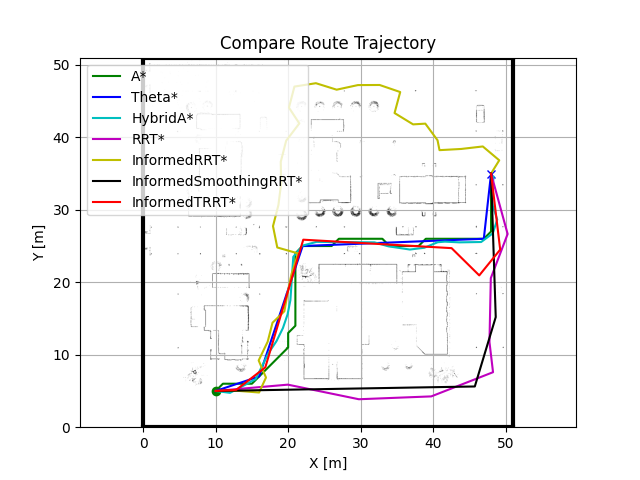 Compare Route Trajectory
50
40
30
20
10
0
Y [m]
A*
Theta*
HybridA*
RRT*
InformedRRT*
InformedSmoothingRRT*
InformedTRRT*
0 10 20 30 40 50
X [m]